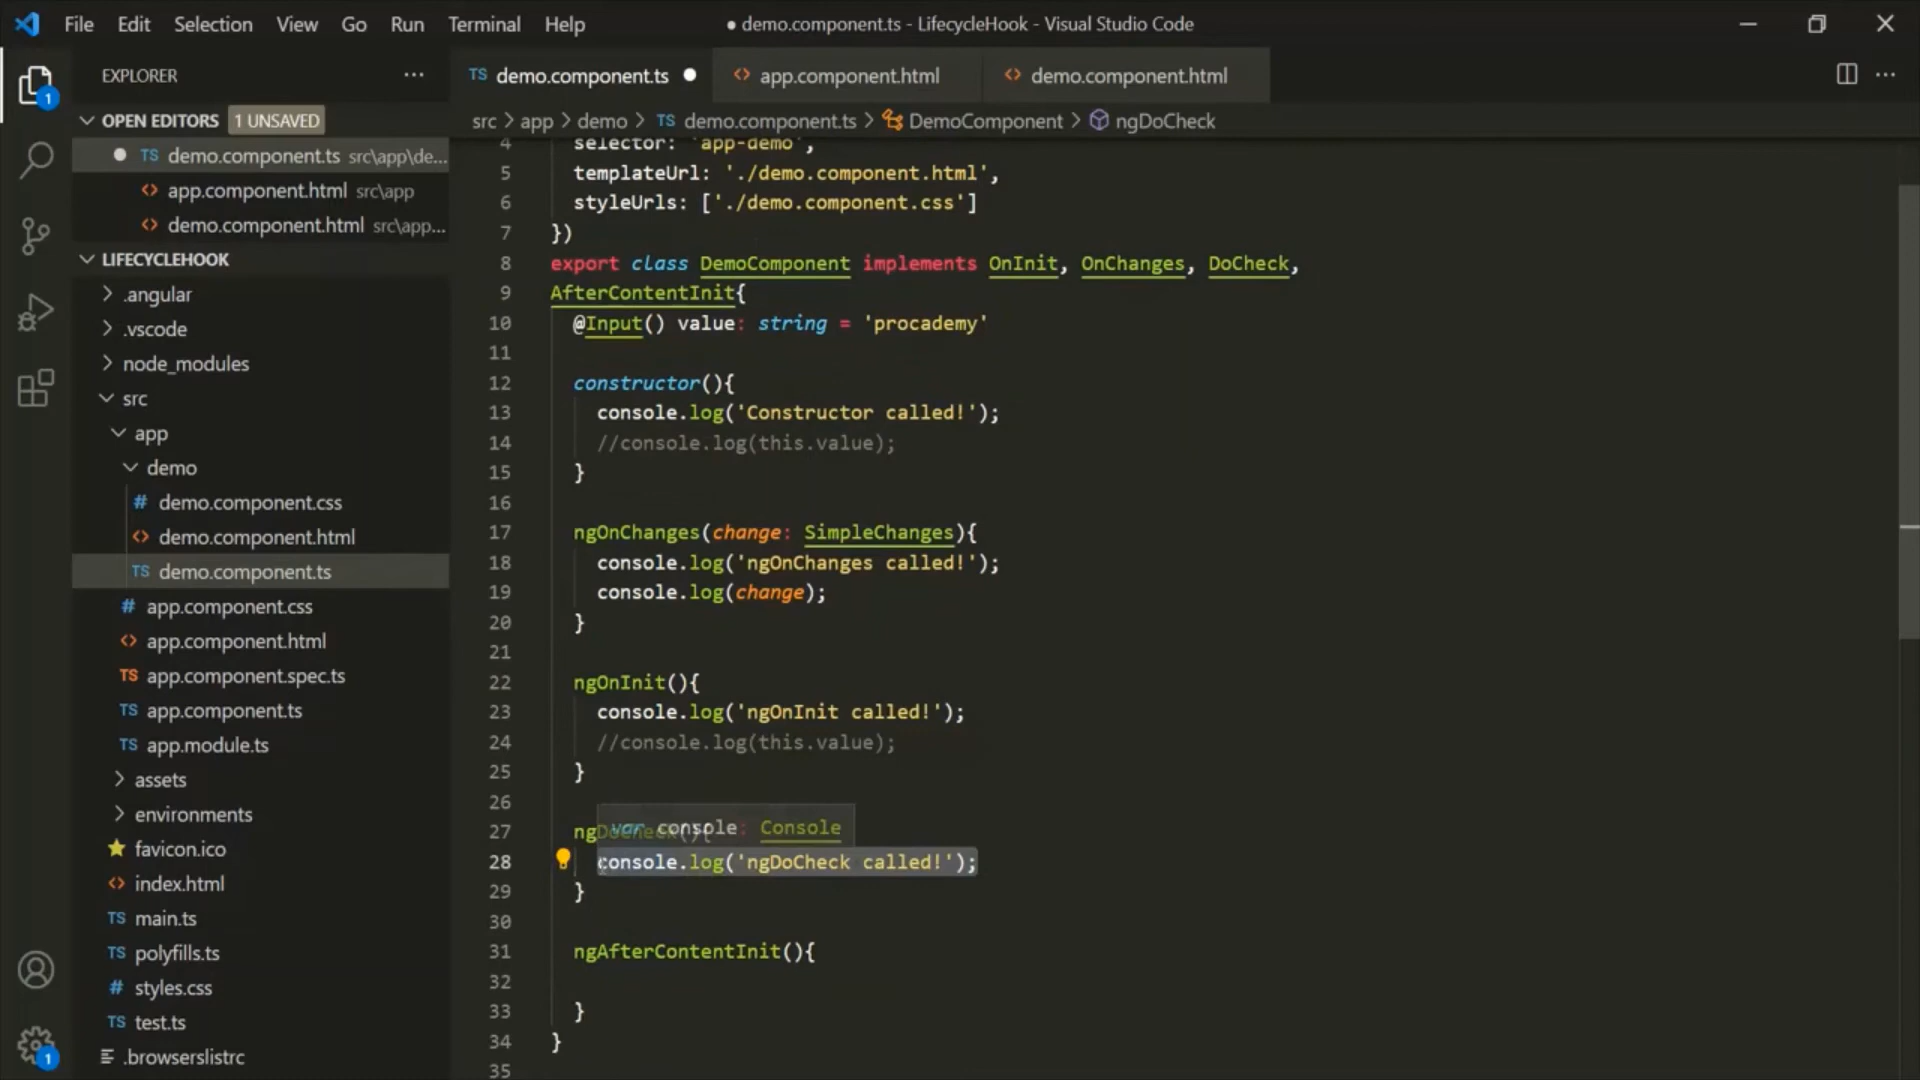 File Edit Selection View Go Run Terminal Help
● demo.component.ts - LifecycleHook - Visual Studio Code
EXPLORER
TS demo.component.ts ●
<> app.component.html
<> demo.component.html
OPEN EDITORS 1 UNSAVED
● TS demo.component.ts src\app\de...
<> app.component.html src\app
<> demo.component.html src\app...
LIFECYCLEHOOK
.angular
.vscode
node_modules
src
app
demo
# demo.component.css
<> demo.component.html
TS demo.component.ts
# app.component.css
<> app.component.html
TS app.component.spec.ts
TS app.component.ts
TS app.module.ts
assets
environments
favicon.ico
<> index.html
TS main.ts
TS polyfills.ts
# styles.css
TS test.ts
.browserslistrc
1
1
src > app > demo > TS demo.component.ts > DemoComponent > ngDoCheck
4 selector: 'app-demo',
5 templateUrl: './demo.component.html',
6 styleUrls: ['./demo.component.css']
7 })
8 export class DemoComponent implements OnInit, OnChanges, DoCheck,
9 AfterContentInit{
10 @Input() value: string = 'procademy'
11
12 constructor(){
13 console.log('Constructor called!');
14 //console.log(this.value);
15 }
16
17 ngOnChanges(change: SimpleChanges){
18 console.log('ngOnChanges called!');
19 console.log(change);
20 }
21
22 ngOnInit(){
23 console.log('ngOnInit called!');
24 //console.log(this.value);
25 }
26
var console: Console
27 ngDoCheck(){
28 console.log('ngDoCheck called!');
29 }
30
31 ngAfterContentInit(){
32
33 }
34 }
35